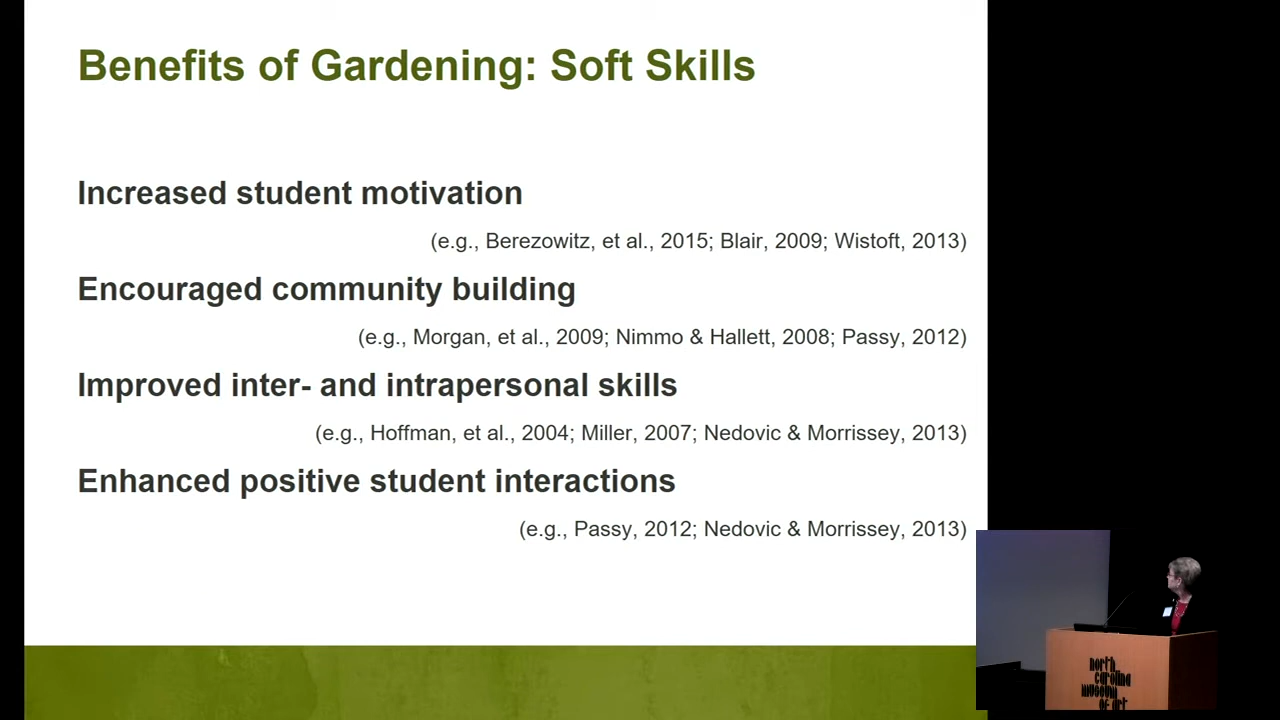 Benefits of Gardening: Soft Skills
Increased student motivation
(e.g., Berezowitz, et al., 2015; Blair, 2009; Wistoft, 2013)
Encouraged community building
(e.g., Morgan, et al., 2009; Nimmo & Hallett, 2008; Passy, 2012)
Improved inter- and intrapersonal skills
(e.g., Hoffman, et al., 2004; Miller, 2007; Nedovic & Morrissey, 2013)
Enhanced positive student interactions
(e.g., Passy, 2012; Nedovic & Morrissey, 2013)
north
carolina
museum
of art